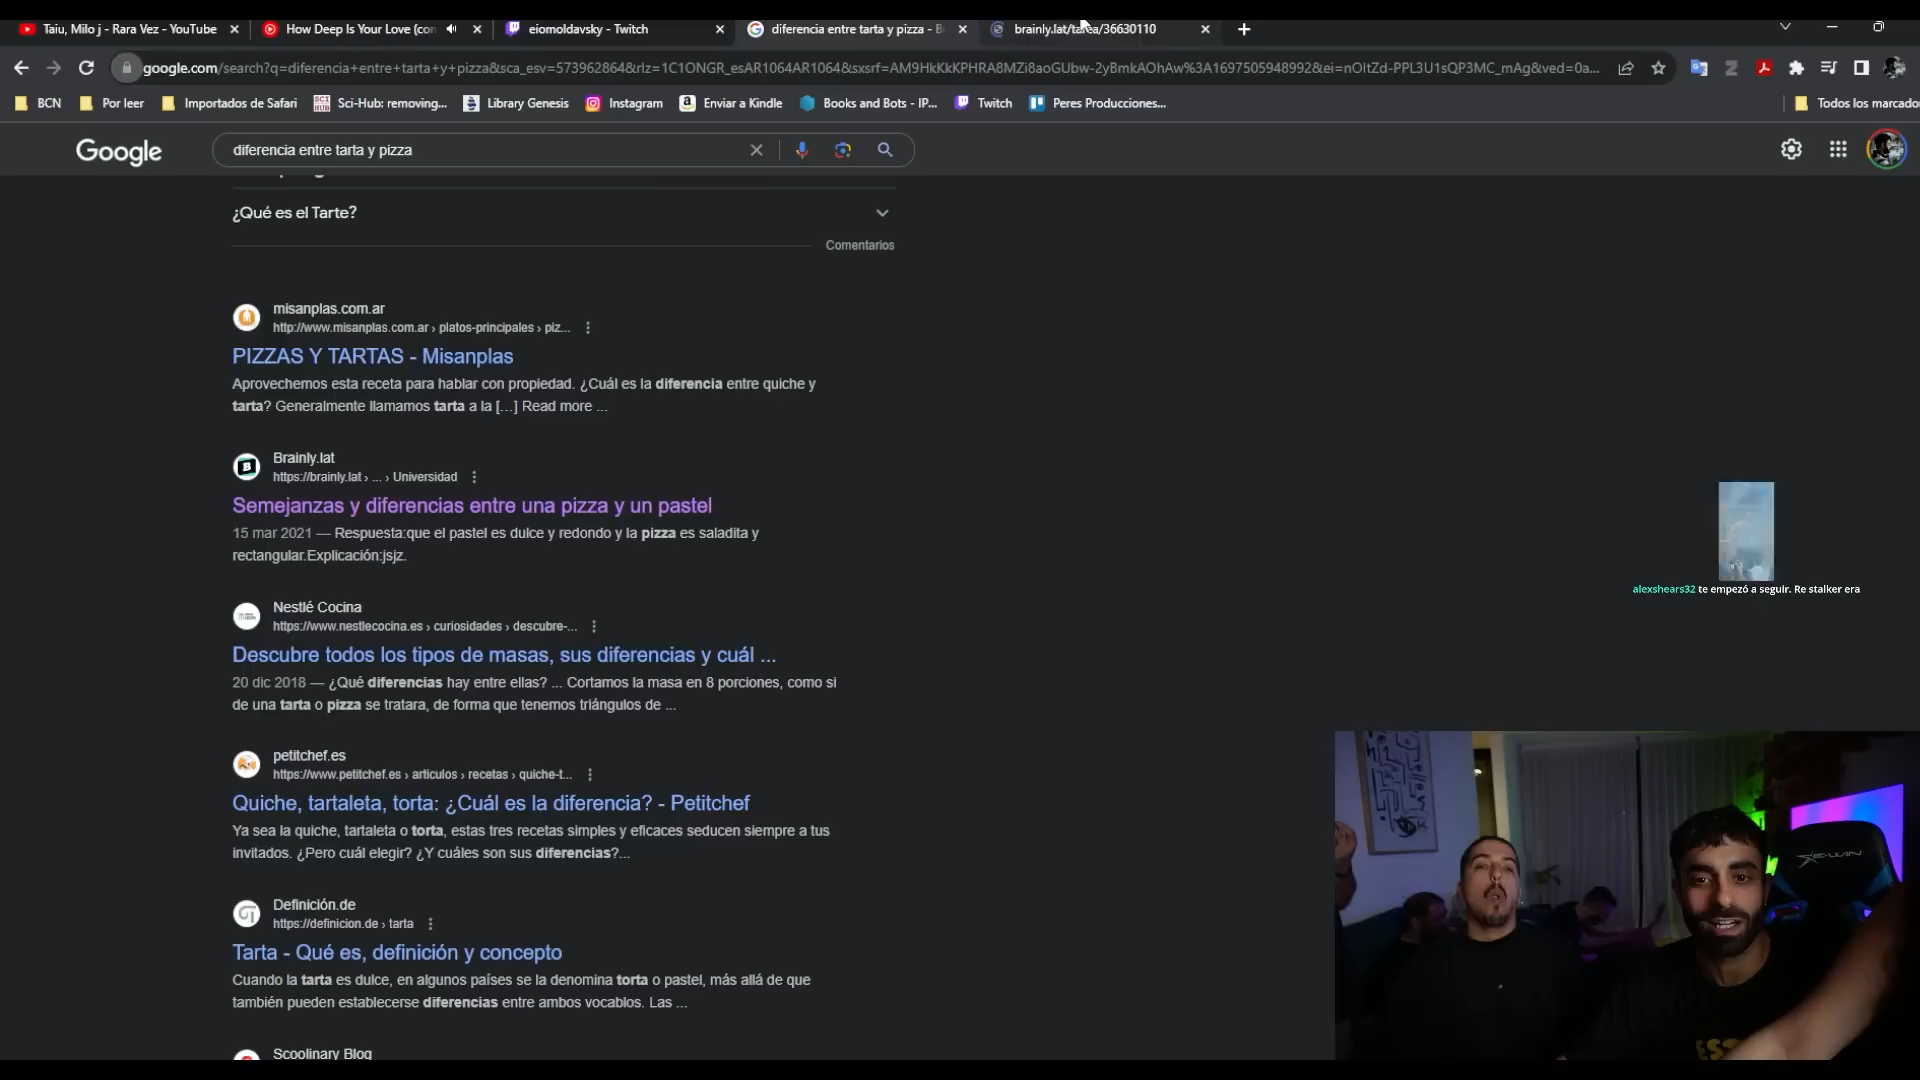 Taiu, Milo j - Rara Vez - YouTube
How Deep Is Your Love (con
eiomoldavsky - Twitch
diferencia entre tarta y pizza - B
brainly.lat/tarea/36630110
google.com/search?q=diferencia+entre+tarta+y+pizza&sca_esv=573962864&rlz=1C1ONGR_esAR1064AR1064&sxsrf=AM9HkKkKPHRA8MZi8aoGUbw-2yBmkAOhAw%3A1697505948992&ei=nOItZd-PPL3U1sQP3MC_mAg&ved=0a...
BCN
Por leer
Importados de Safari
SCI HUB
Sci-Hub: removing...
Library Genesis
Instagram
Enviar a Kindle
Books and Bots - IP...
Twitch
Peres Producciones...
Todos los marcado
Google
diferencia entre tarta y pizza
¿Qué es el Tarte?
Comentarios
misanplas.com.ar
http://www.misanplas.com.ar › platos-principales › piz...
PIZZAS Y TARTAS - Misanplas
Aprovechemos esta receta para hablar con propiedad. ¿Cuál es la diferencia entre quiche y
tarta? Generalmente llamamos tarta a la [...] Read more ...
Brainly.lat
https://brainly.lat › ... › Universidad
Semejanzas y diferencias entre una pizza y un pastel
15 mar 2021 — Respuesta:que el pastel es dulce y redondo y la pizza es saladita y
rectangular.Explicación:jsjz.
Nestlé Cocina
https://www.nestlecocina.es › curiosidades › descubre-...
Descubre todos los tipos de masas, sus diferencias y cuál ...
20 dic 2018 — ¿Qué diferencias hay entre ellas? ... Cortamos la masa en 8 porciones, como si
de una tarta o pizza se tratara, de forma que tenemos triángulos de ...
petitchef.es
https://www.petitchef.es › articulos › recetas › quiche-t...
Quiche, tartaleta, torta: ¿Cuál es la diferencia? - Petitchef
Ya sea la quiche, tartaleta o torta, estas tres recetas simples y eficaces seducen siempre a tus
invitados. ¿Pero cuál elegir? ¿Y cuáles son sus diferencias?...
Definición.de
https://definicion.de › tarta
Tarta - Qué es, definición y concepto
Cuando la tarta es dulce, en algunos países se la denomina torta o pastel, más allá de que
también pueden establecerse diferencias entre ambos vocablos. Las ...
Scoolinary Blog
alexshears32 te empezó a seguir. Re stalker era